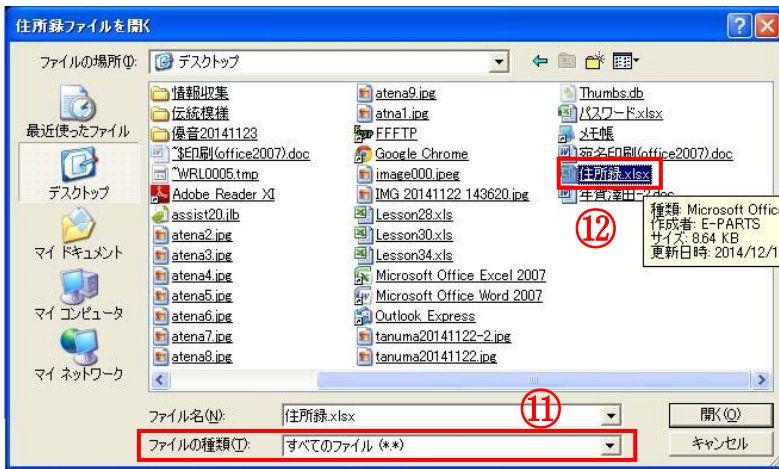 住所録ファイルを開く
ファイルの場所(I):
デスクトップ
最近使ったファイル
デスクトップ
マイ ドキュメント
マイ コンピュータ
マイ ネットワーク
情報収集
伝統模様
優音20141123
~$印刷(office2007).doc
~WRL0005.tmp
Adobe Reader XI
assist20.jlb
atena2.jpg
atena3.jpg
atena4.jpg
atena5.jpg
atena6.jpg
atena7.jpg
atena8.jpg
atena9.jpg
atna1.jpg
FFFTP
Google Chrome
image000.jpeg
IMG 20141122 143620.jpg
Lesson28.xls
Lesson30.xls
Lesson34.xls
Microsoft Office Excel 2007
Microsoft Office Word 2007
Outlook Express
tanuma20141122-2.jpg
tanuma20141122.jpg
Thumbs.db
パスワード.xlsx
メモ帳
宛名印刷(office2007).doc
住所録.xlsx
年賀澤田-2.doc
⑫
種類: Microsoft Offic
作成者: E-PARTS
サイズ: 8.64 KB
更新日時: 2014/12/1
⑪
ファイル名(N):
住所録.xlsx
開く(O)
ファイルの種類(T):
すべてのファイル (*.*)
キャンセル